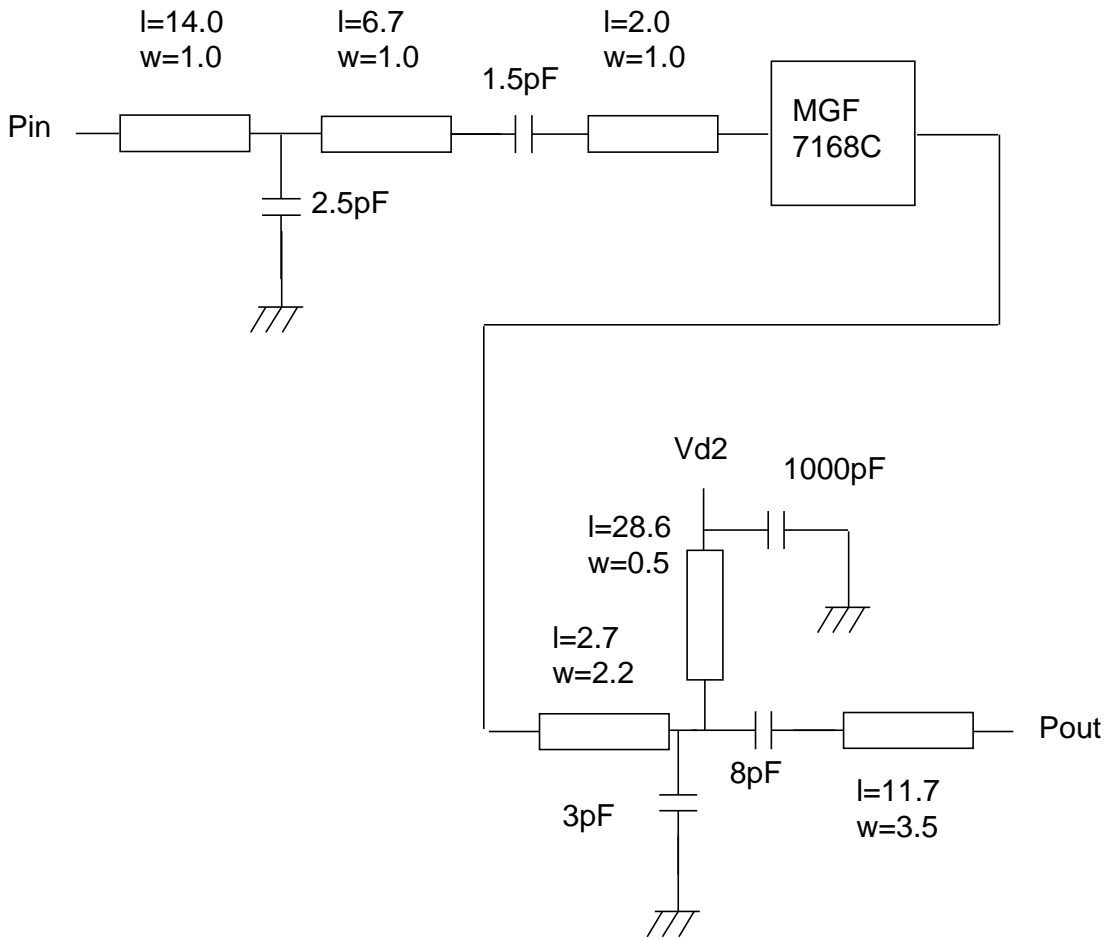 l=14.0
w=1.0
l=6.7
w=1.0
l=2.0
w=1.0
1.5pF
Pin
MGF
7168C
2.5pF
Vd2
1000pF
l=28.6
w=0.5
l=2.7
w=2.2
Pout
8pF
3pF
l=11.7
w=3.5